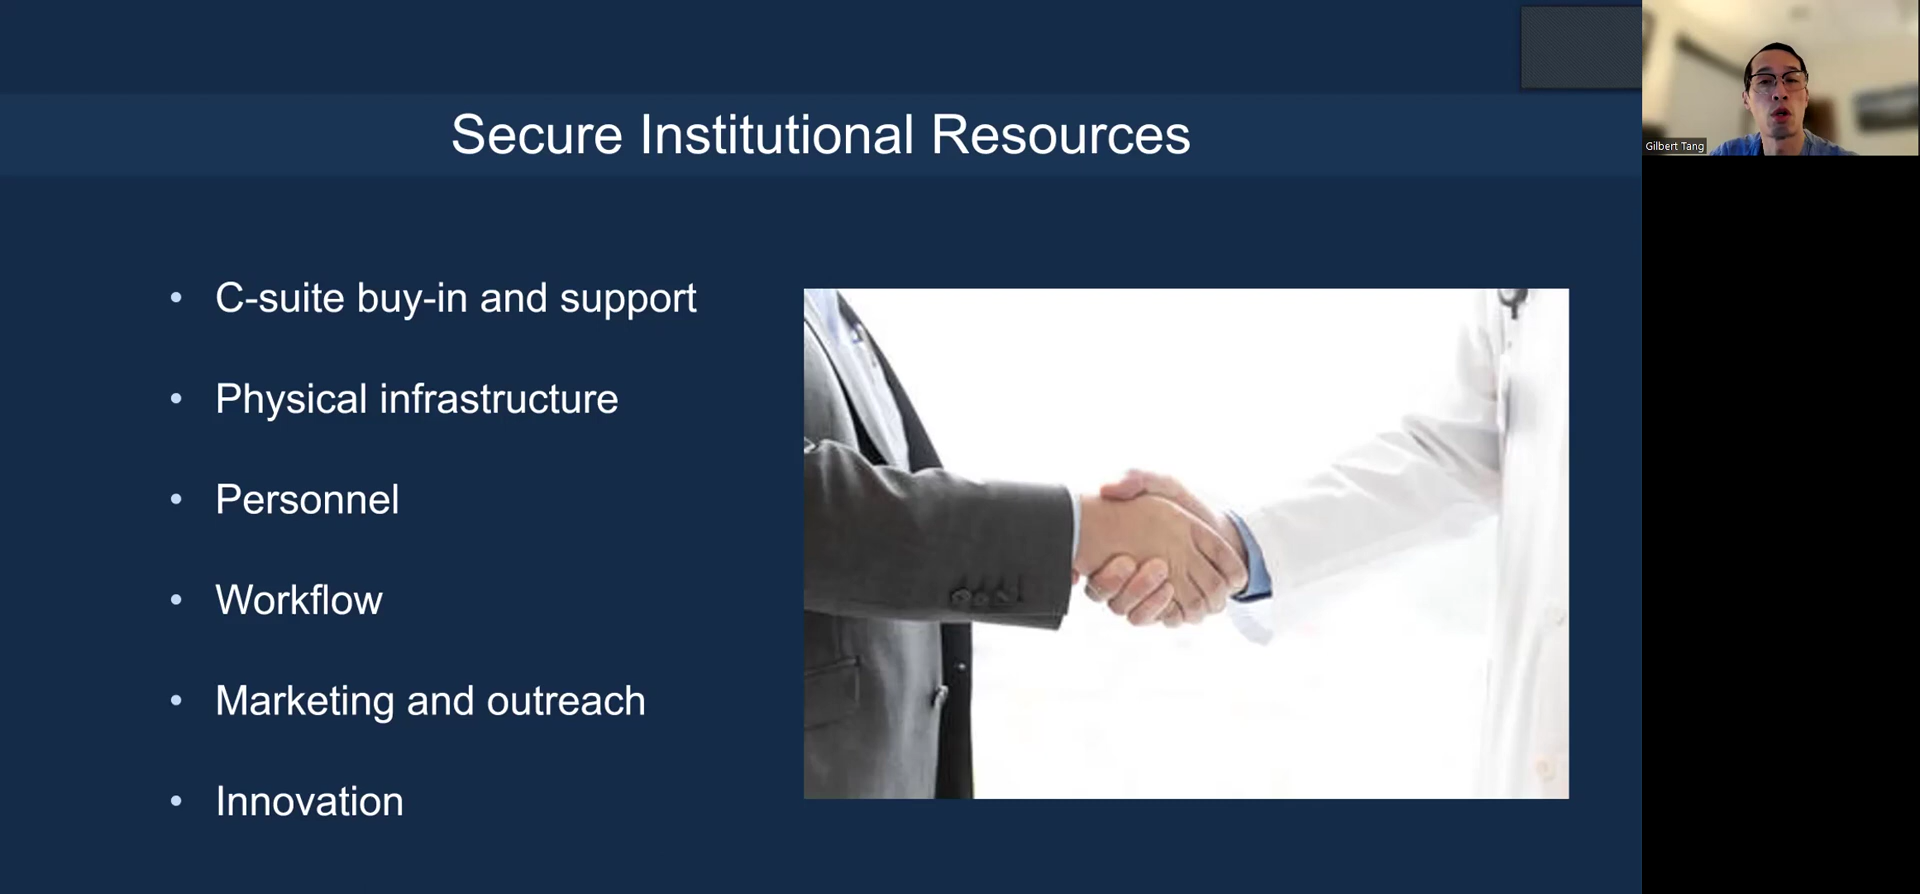 Secure Institutional Resources
• C-suite buy-in and support
• Physical infrastructure
• Personnel
• Workflow
• Marketing and outreach
• Innovation
Gilbert Tang